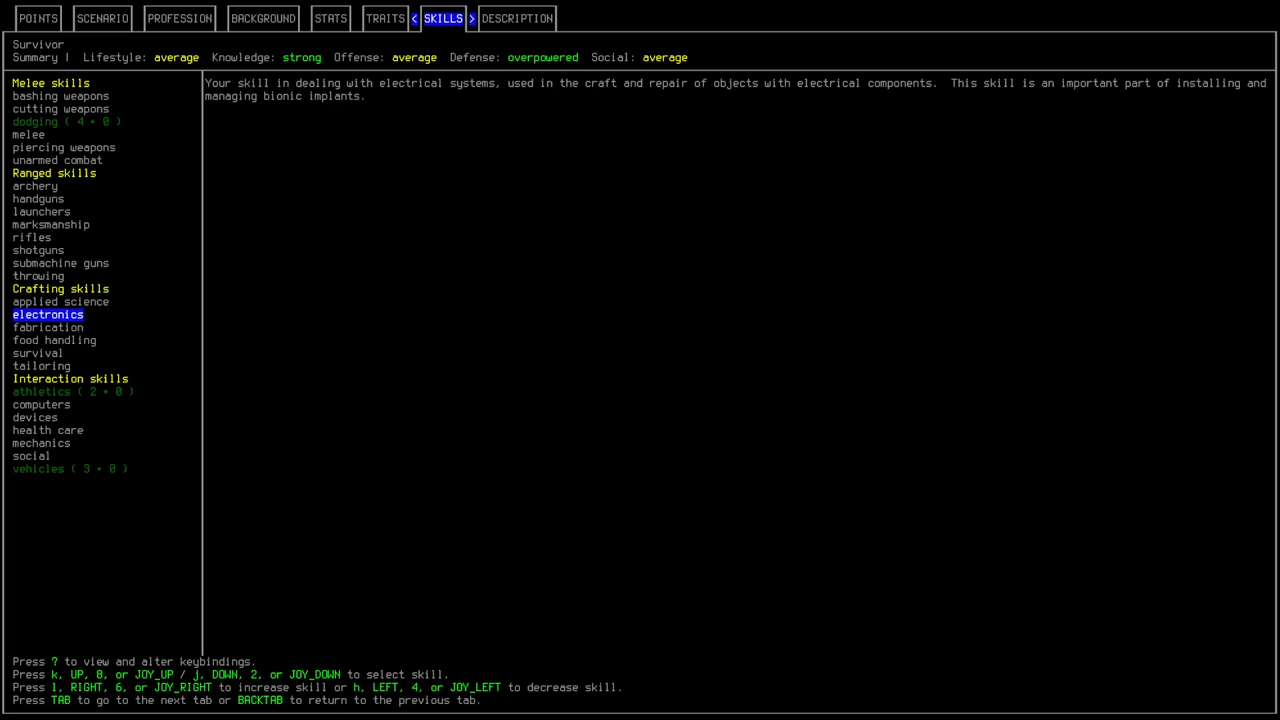 POINTS SCENARIO PROFESSION BACKGROUND STATS TRAITS < SKILLS > DESCRIPTION
Survivor
Summary | Lifestyle: average Knowledge: strong Offense: average Defense: overpowered Social: average
Melee skills
bashing weapons
cutting weapons
dodging ( 4 + 0 )
melee
piercing weapons
unarmed combat
Ranged skills
archery
handguns
launchers
marksmanship
rifles
shotguns
submachine guns
throwing
Crafting skills
applied science
electronics
fabrication
food handling
survival
tailoring
Interaction skills
athletics ( 2 + 0 )
computers
devices
health care
mechanics
social
vehicles ( 3 + 0 )
Your skill in dealing with electrical systems, used in the craft and repair of objects with electrical components. This skill is an important part of installing and
managing bionic implants.
Press ? to view and alter keybindings.
Press k, UP, 8, or JOY_UP / j, DOWN, 2, or JOY_DOWN to select skill.
Press l, RIGHT, 6, or JOY_RIGHT to increase skill or h, LEFT, 4, or JOY_LEFT to decrease skill.
Press TAB to go to the next tab or BACKTAB to return to the previous tab.